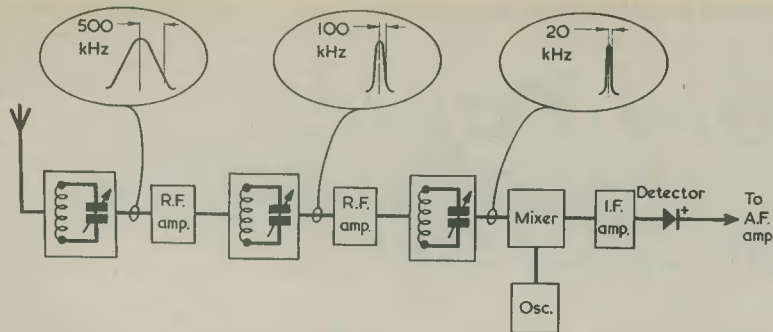 500
kHz
100
kHz
20
kHz
R.F.
amp.
R.F.
amp.
Mixer
I.F.
amp.
Detector
+
To
A.F.
amp
Osc.